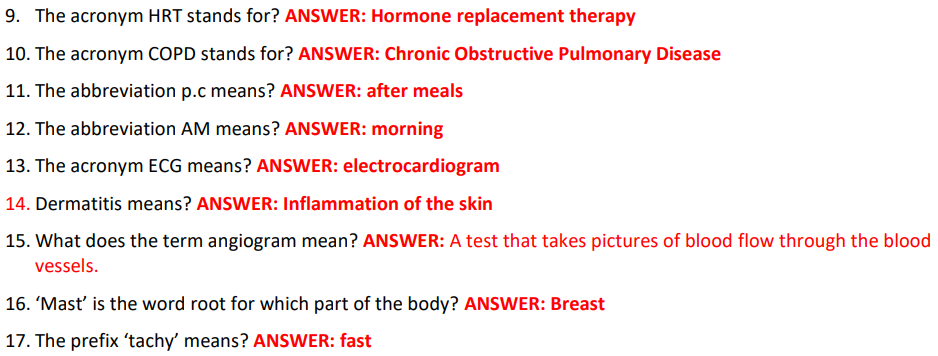 9. The acronym HRT stands for? ANSWER: Hormone replacement therapy
10. The acronym COPD stands for? ANSWER: Chronic Obstructive Pulmonary Disease
11. The abbreviation p.c means? ANSWER: after meals
12. The abbreviation AM means? ANSWER: morning
13. The acronym ECG means? ANSWER: electrocardiogram
14. Dermatitis means? ANSWER: Inflammation of the skin
15. What does the term angiogram mean? ANSWER: A test that takes pictures of blood flow through the blood
vessels.
16. ‘Mast’ is the word root for which part of the body? ANSWER: Breast
17. The prefix ‘tachy’ means? ANSWER: fast